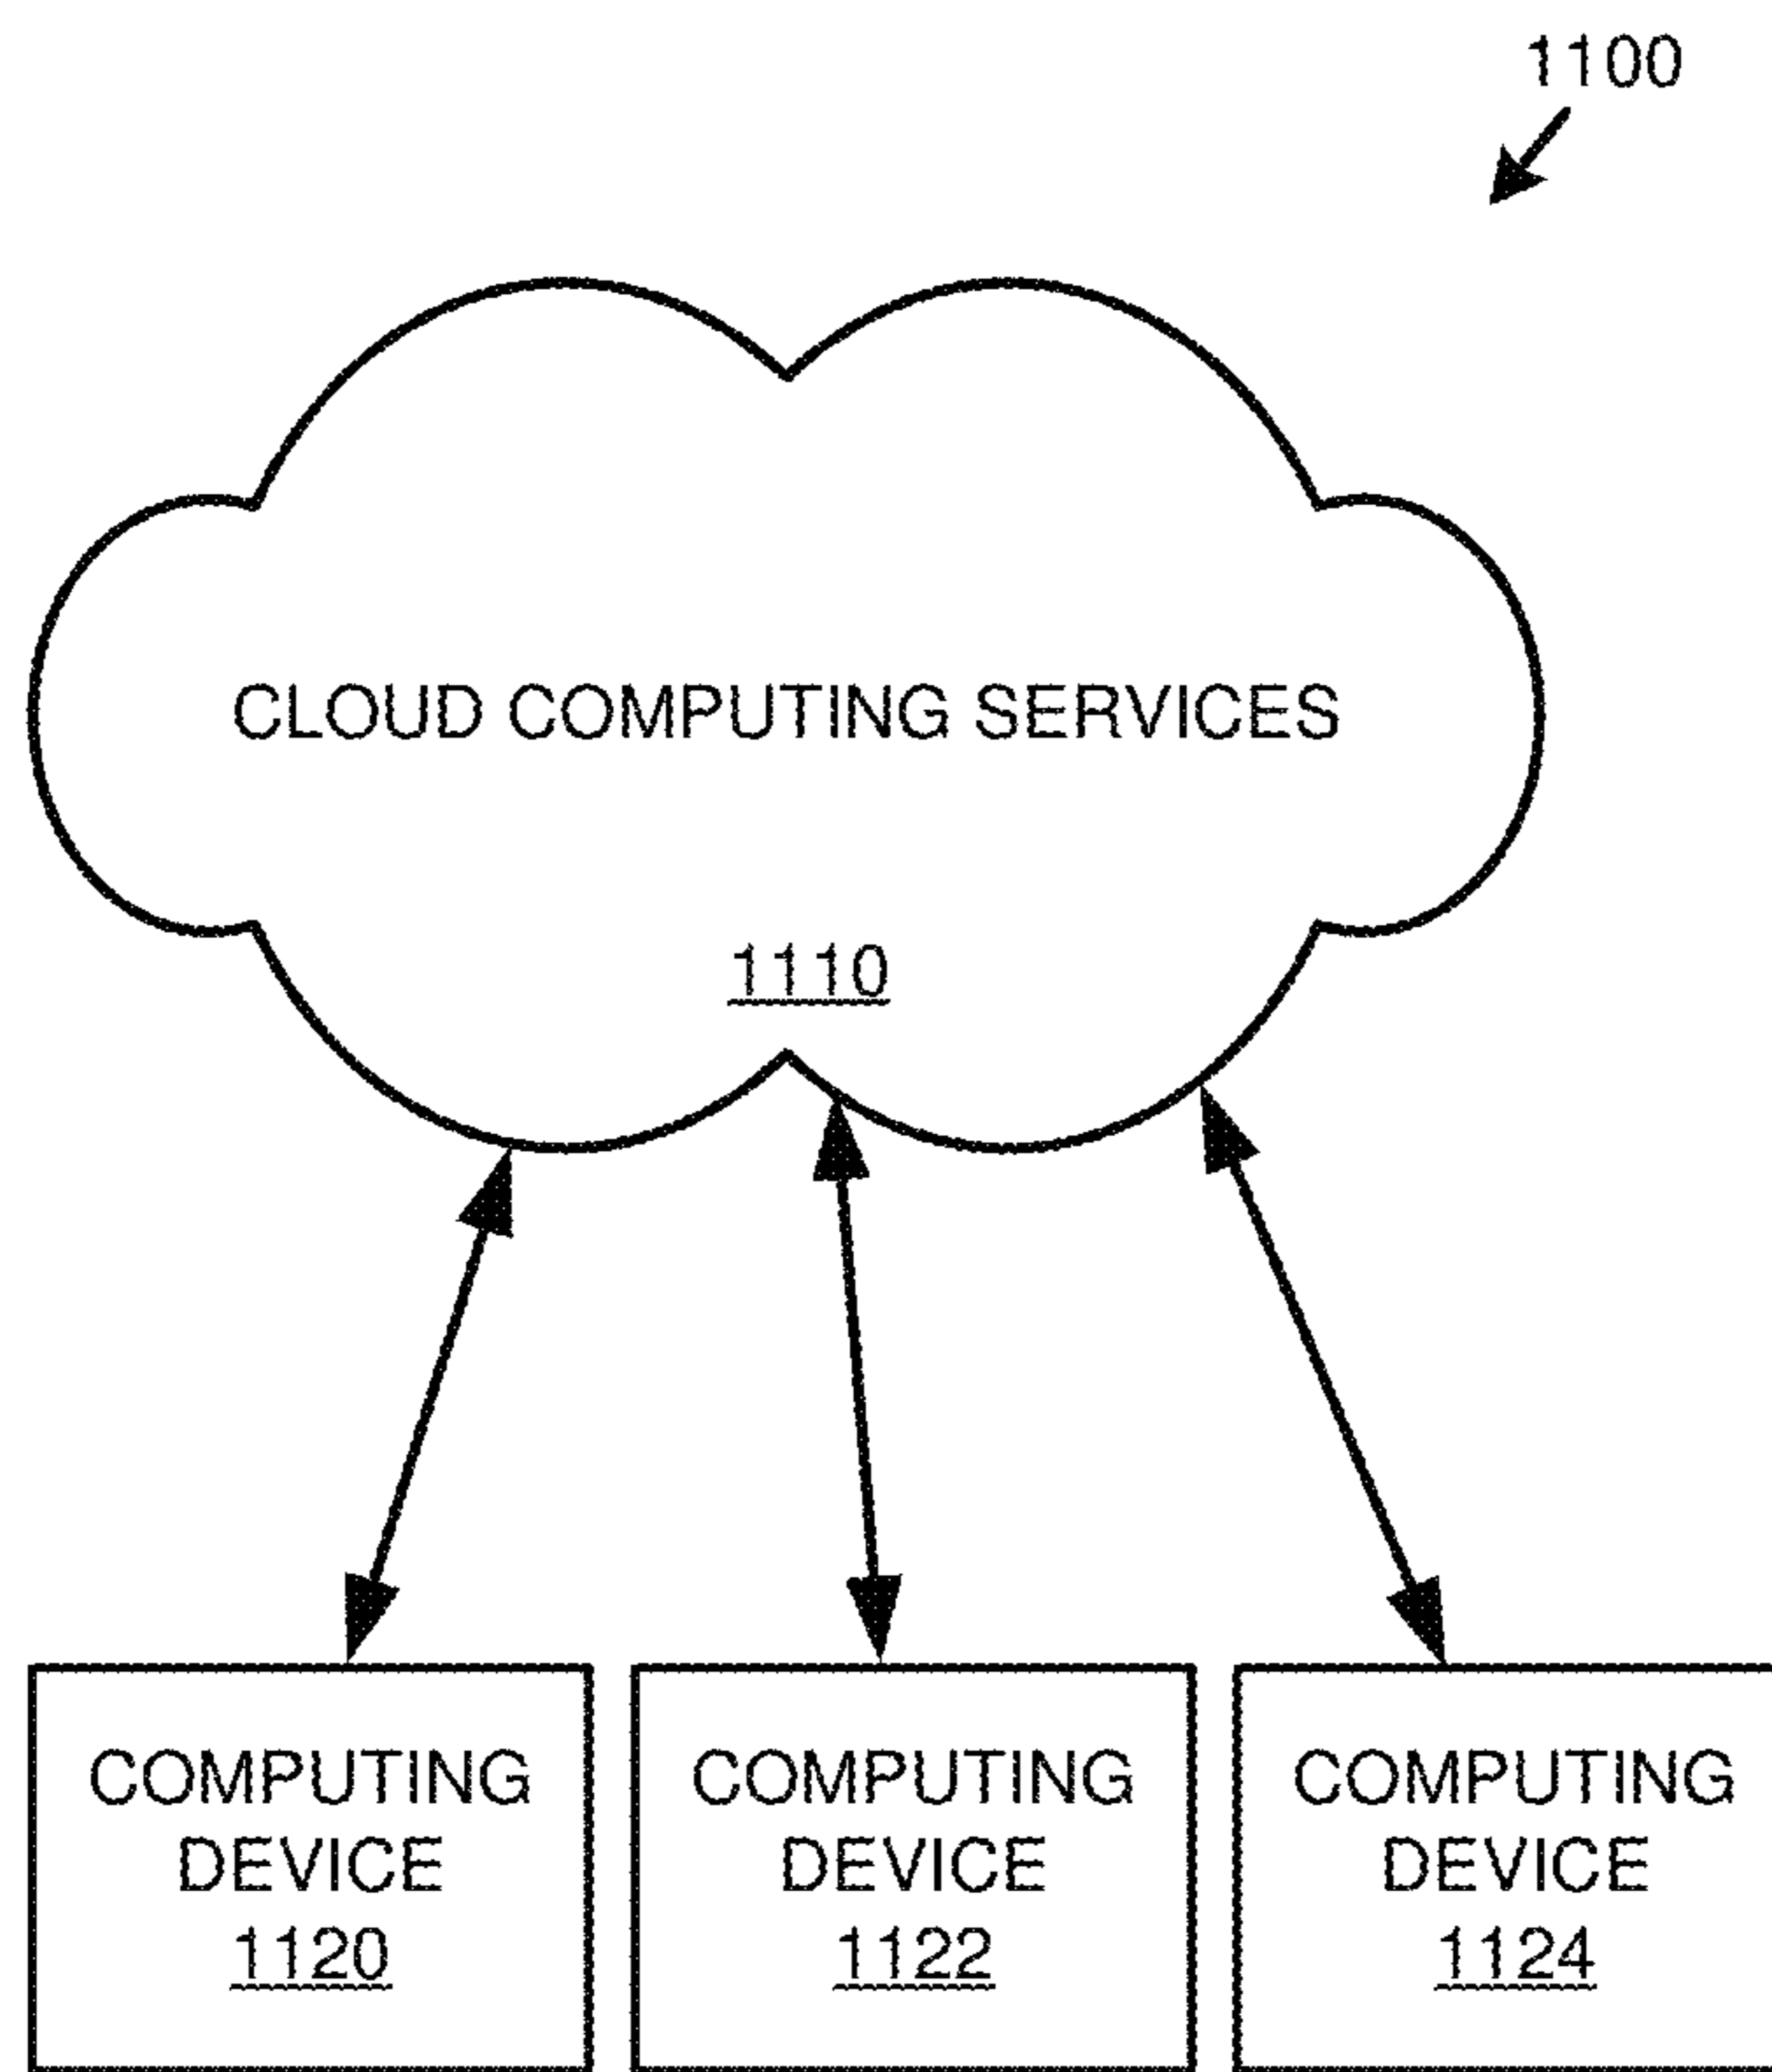 1100
CLOUD COMPUTING SERVICES
1110
COMPUTING
DEVICE
1120
COMPUTING
DEVICE
1122
COMPUTING
DEVICE
1124